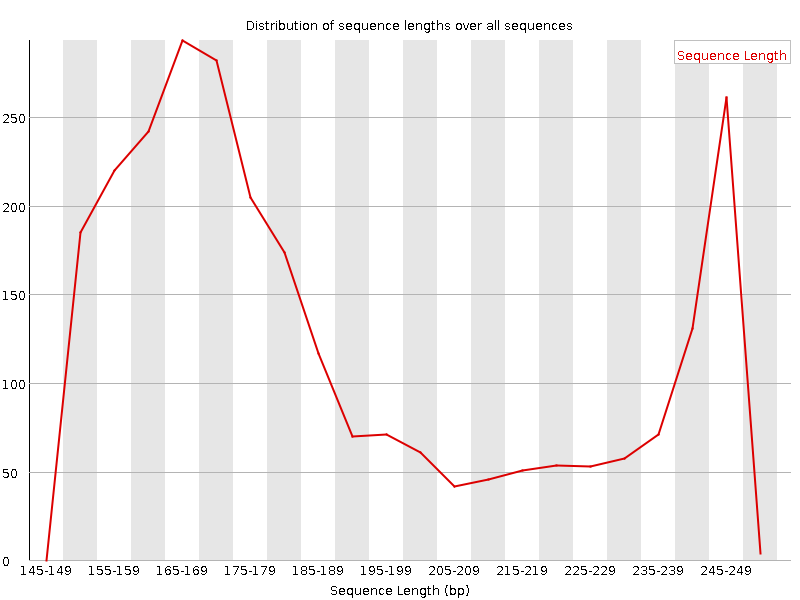 Distribution of sequence lengths over all sequences
Sequence Length
250
200
150
100
50
0
145-149 155-159 165-169 175-179 185-189 195-199 205-209 215-219 225-229 235-239 245-249
Sequence Length (bp)